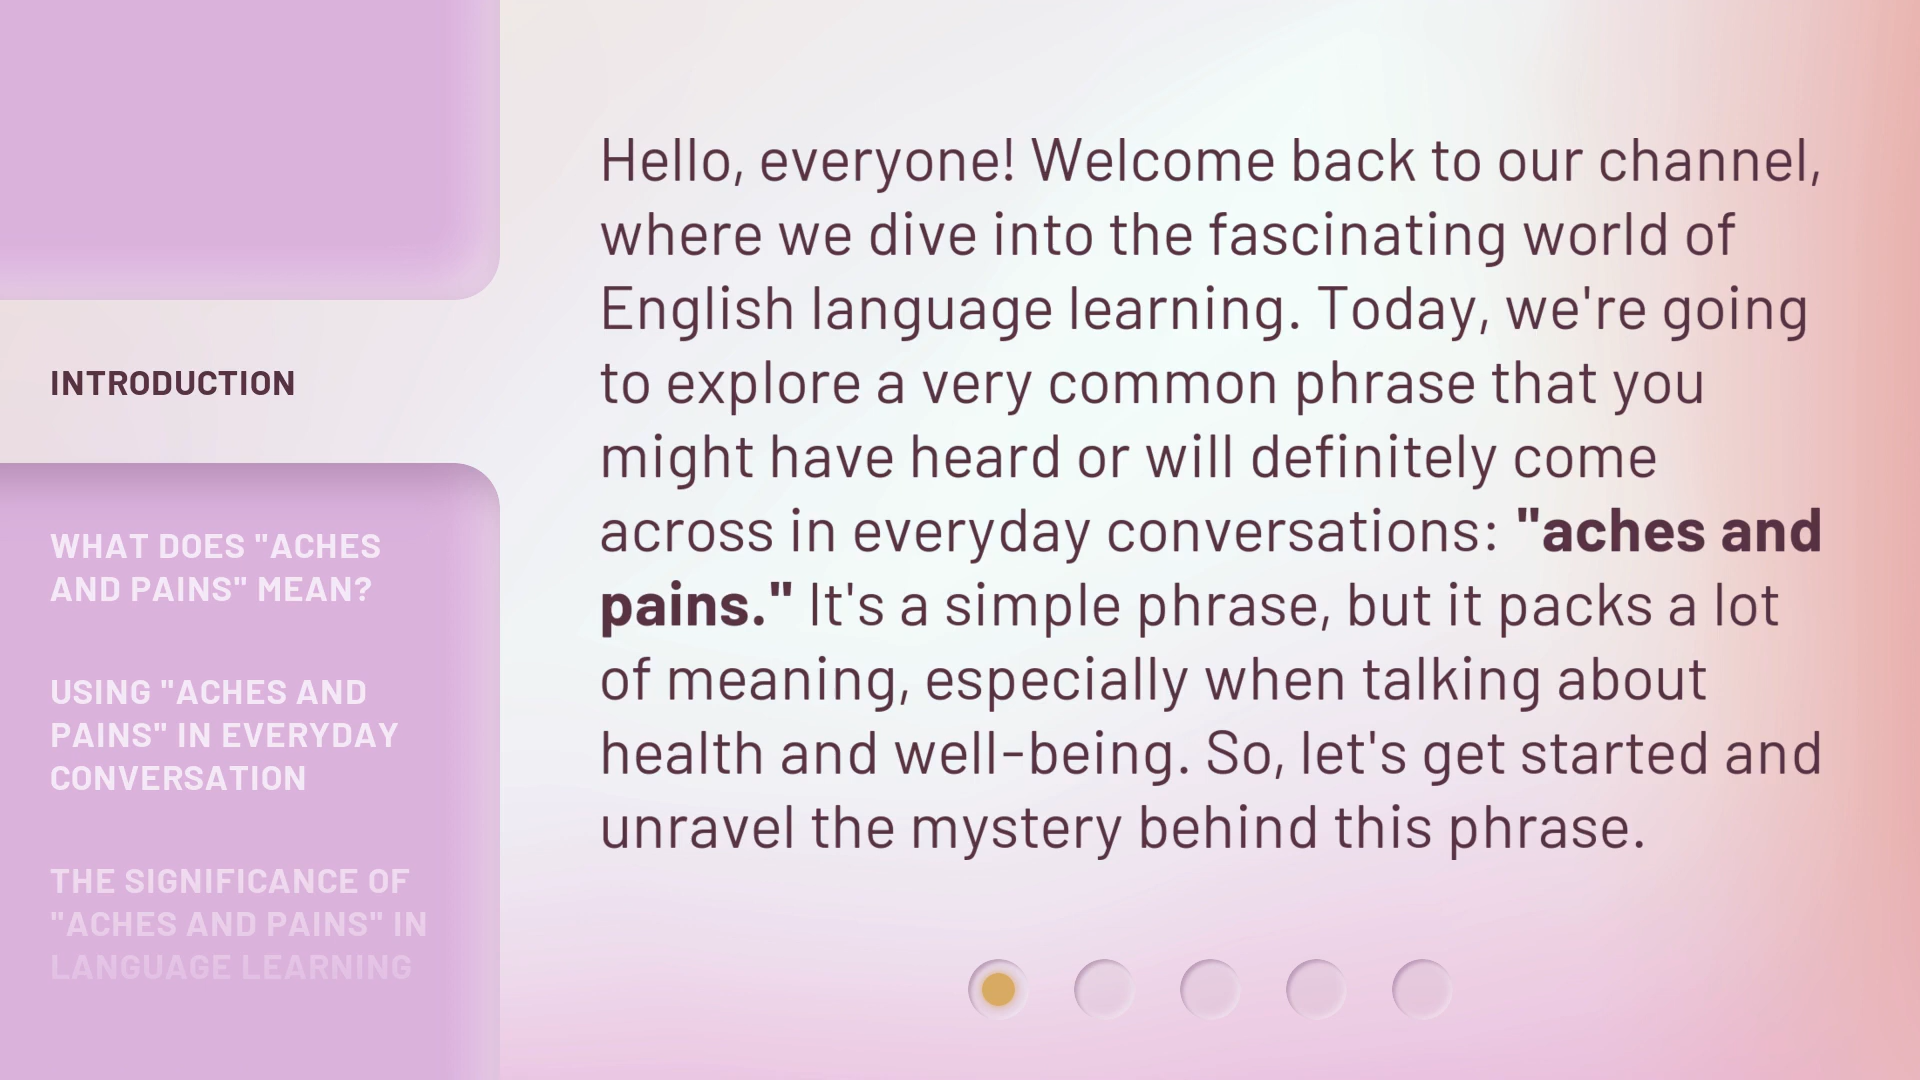 INTRODUCTION
WHAT DOES "ACHES
AND PAINS" MEAN?
USING "ACHES AND
PAINS" IN EVERYDAY
CONVERSATION
THE SIGNIFICANCE OF
"ACHES AND PAINS" IN
LANGUAGE LEARNING
Hello, everyone! Welcome back to our channel,
where we dive into the fascinating world of
English language learning. Today, we're going
to explore a very common phrase that you
might have heard or will definitely come
across in everyday conversations: "aches and
pains." It's a simple phrase, but it packs a lot
of meaning, especially when talking about
health and well-being. So, let's get started and
unravel the mystery behind this phrase.